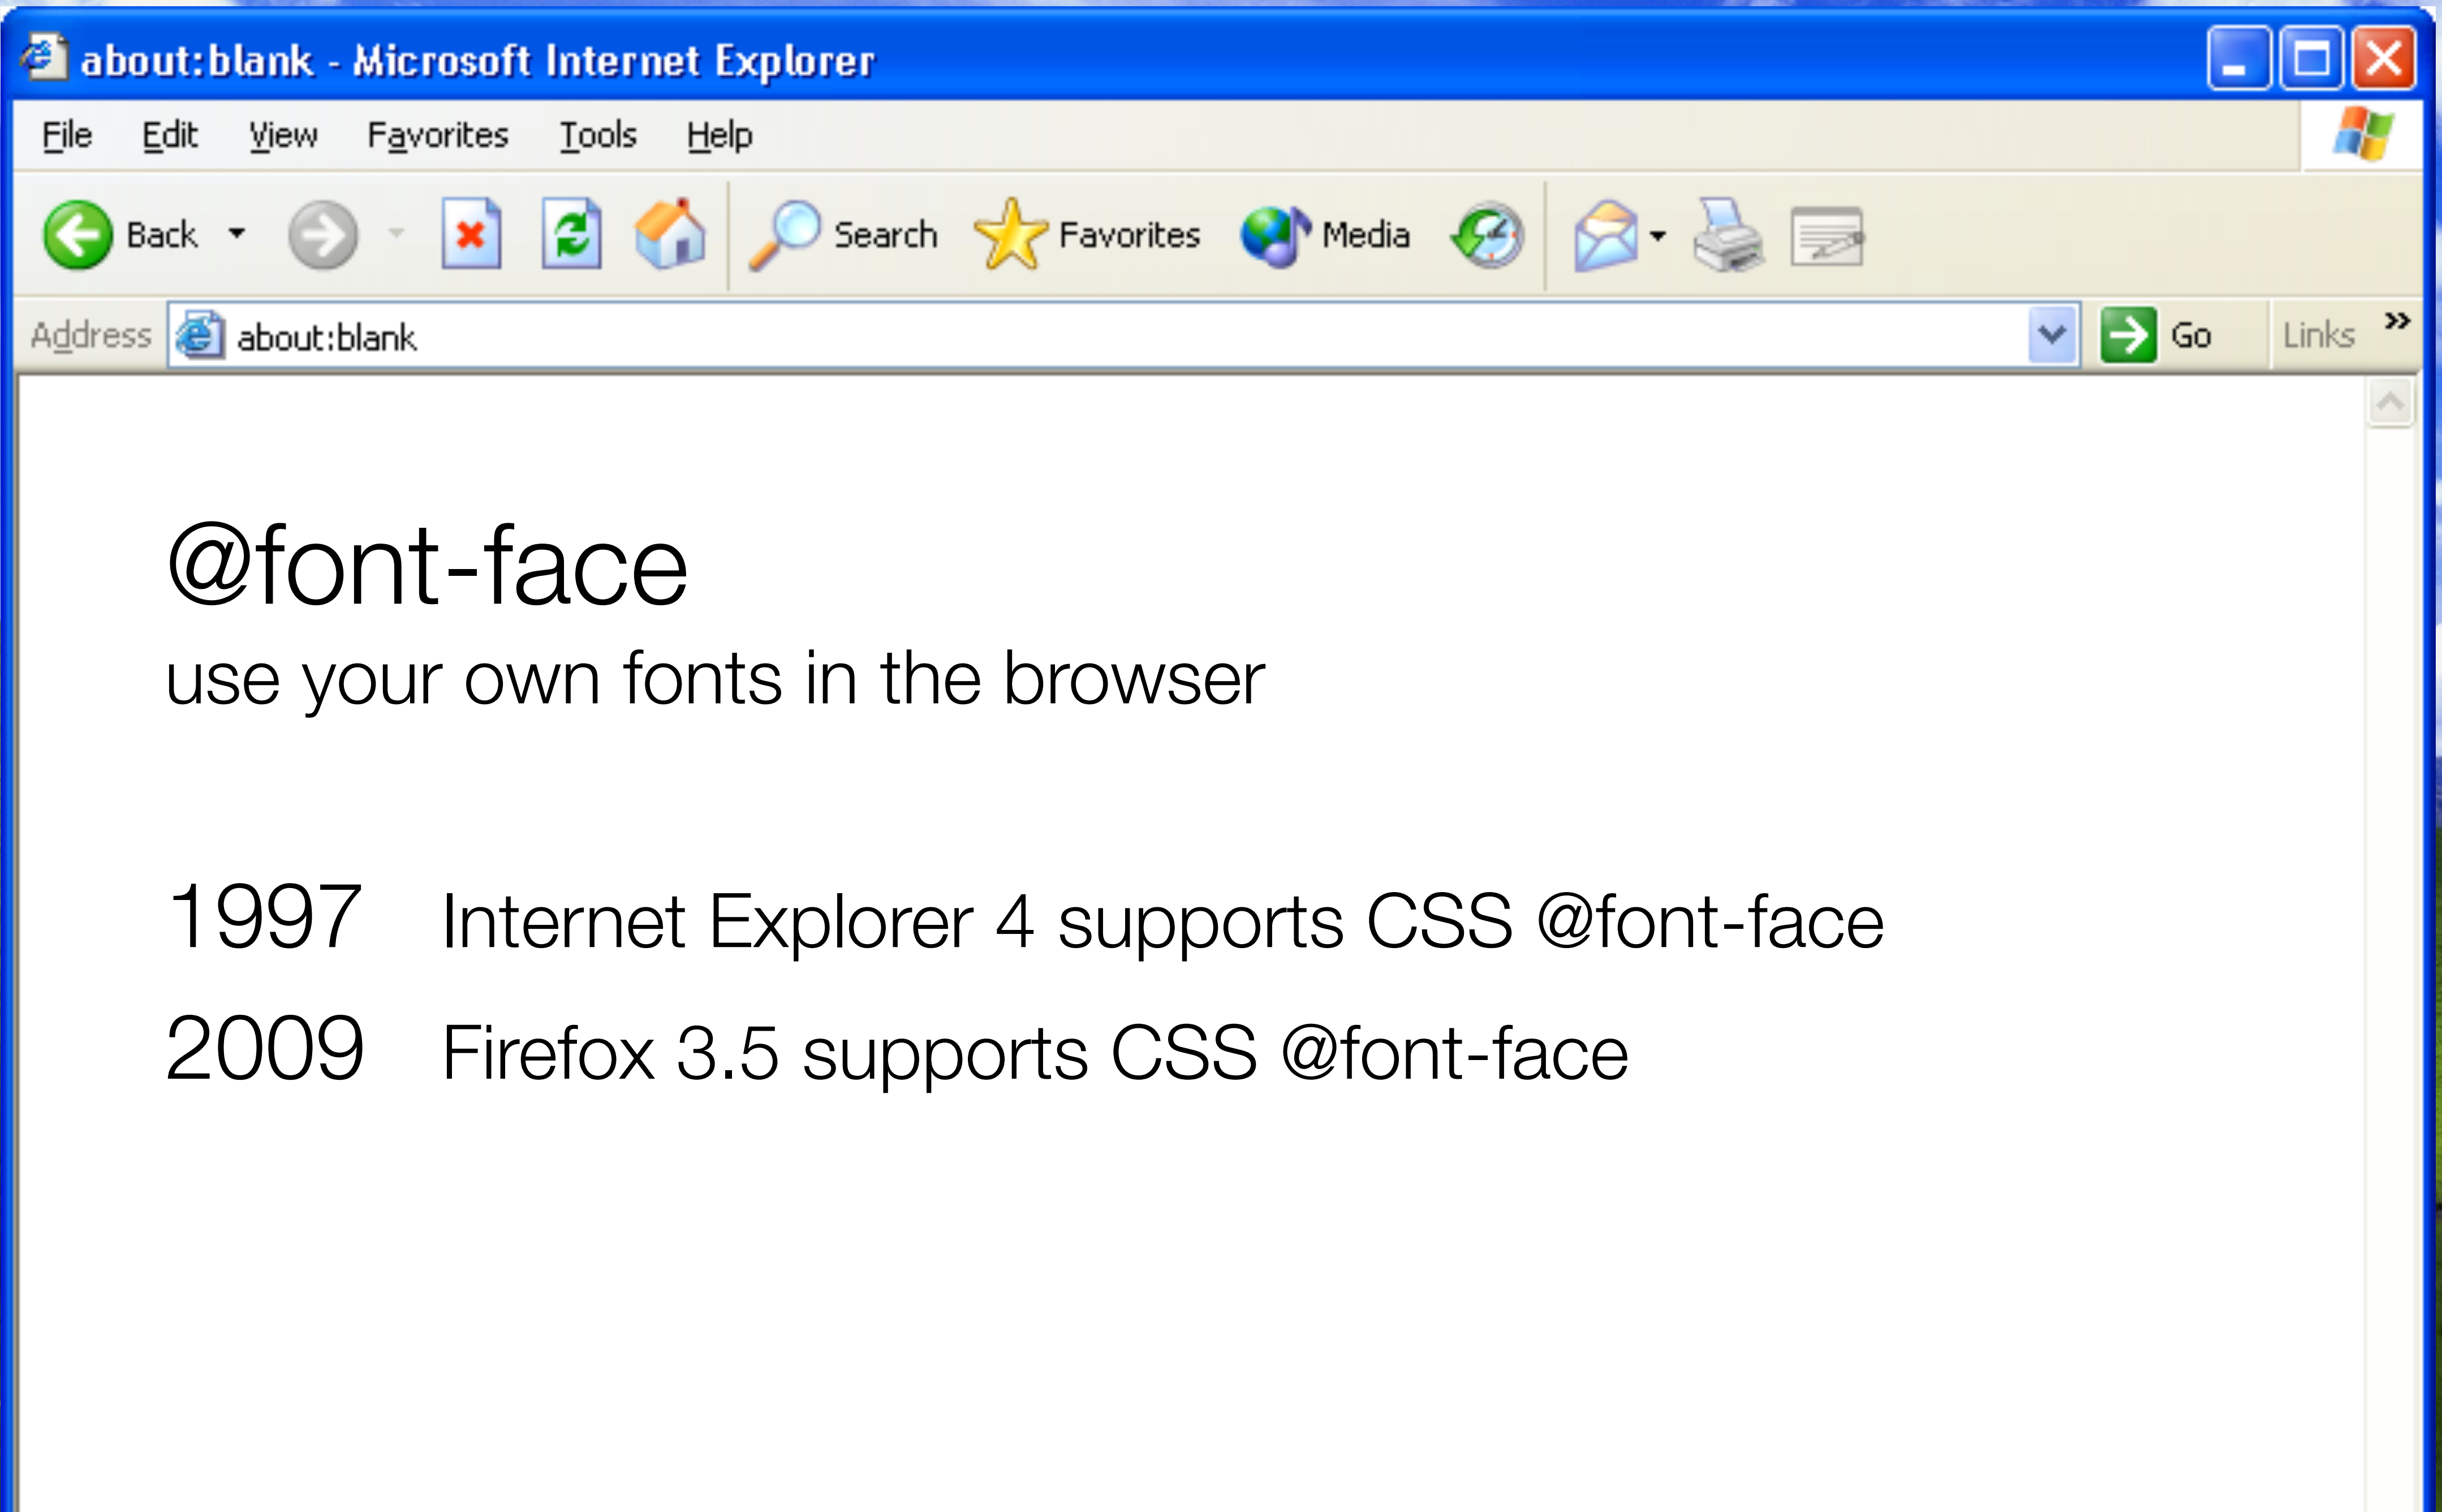 about:blank - Microsoft Internet Explorer
File Edit View Favorites Tools Help
Back Search Favorites Media
Address about:blank Go Links »
@font-face
use your own fonts in the browser
1997 Internet Explorer 4 supports CSS @font-face
2009 Firefox 3.5 supports CSS @font-face